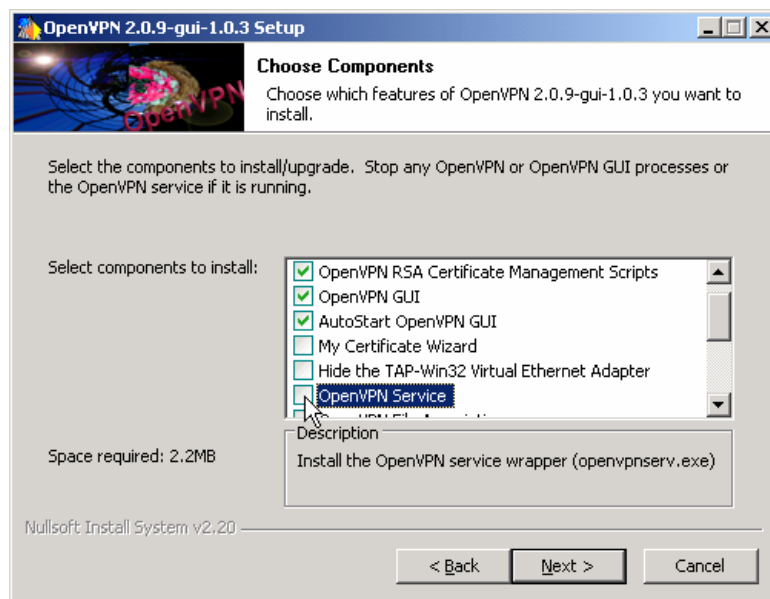 OpenVPN 2.0.9-gui-1.0.3 Setup
OpenVPN
Choose Components
Choose which features of OpenVPN 2.0.9-gui-1.0.3 you want to
install.
Select the components to install/upgrade.  Stop any OpenVPN or OpenVPN GUI processes or
the OpenVPN service if it is running.
Select components to install:
OpenVPN RSA Certificate Management Scripts
OpenVPN GUI
AutoStart OpenVPN GUI
My Certificate Wizard
Hide the TAP-Win32 Virtual Ethernet Adapter
OpenVPN Service
Description
Space required: 2.2MB
Install the OpenVPN service wrapper (openvpnserv.exe)
Nullsoft Install System v2.20
< Back
Next >
Cancel